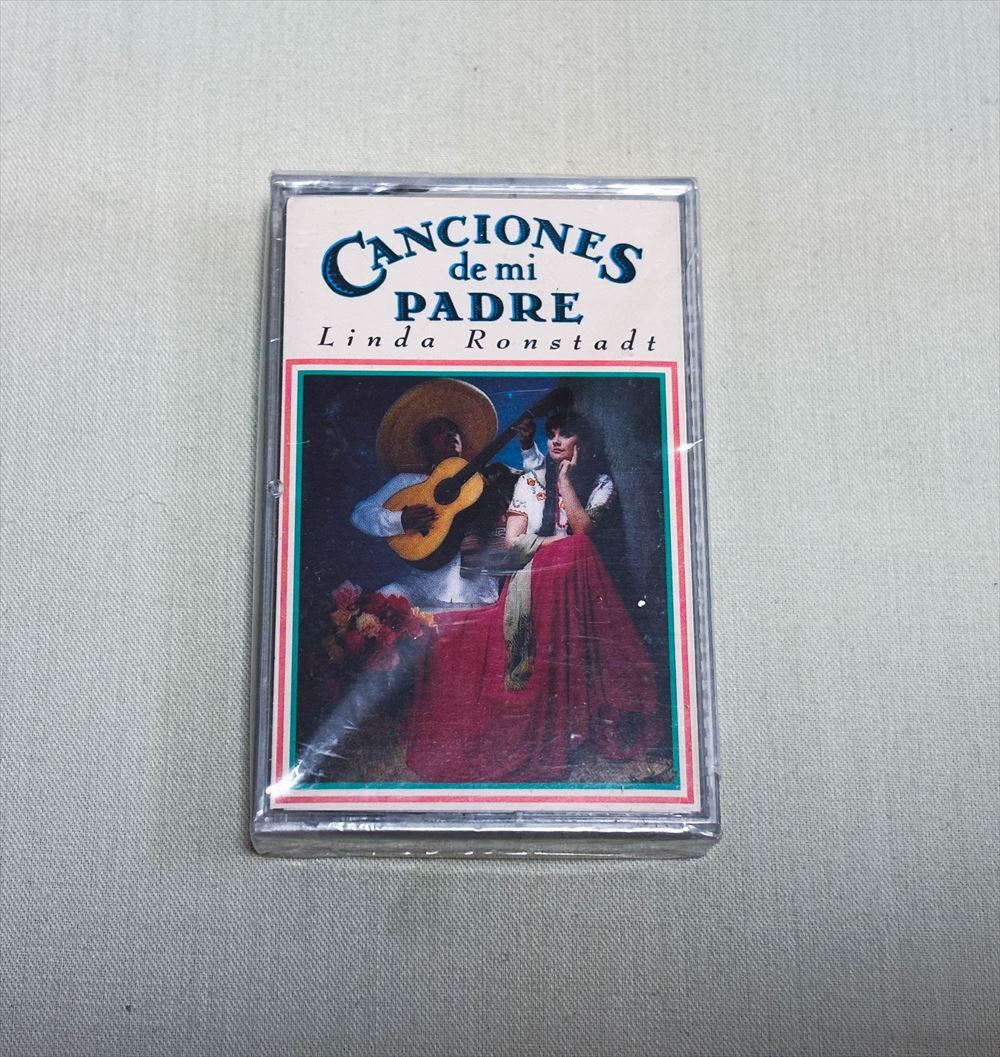 CANCIONES
de mi
PADRE
Linda Ronstadt